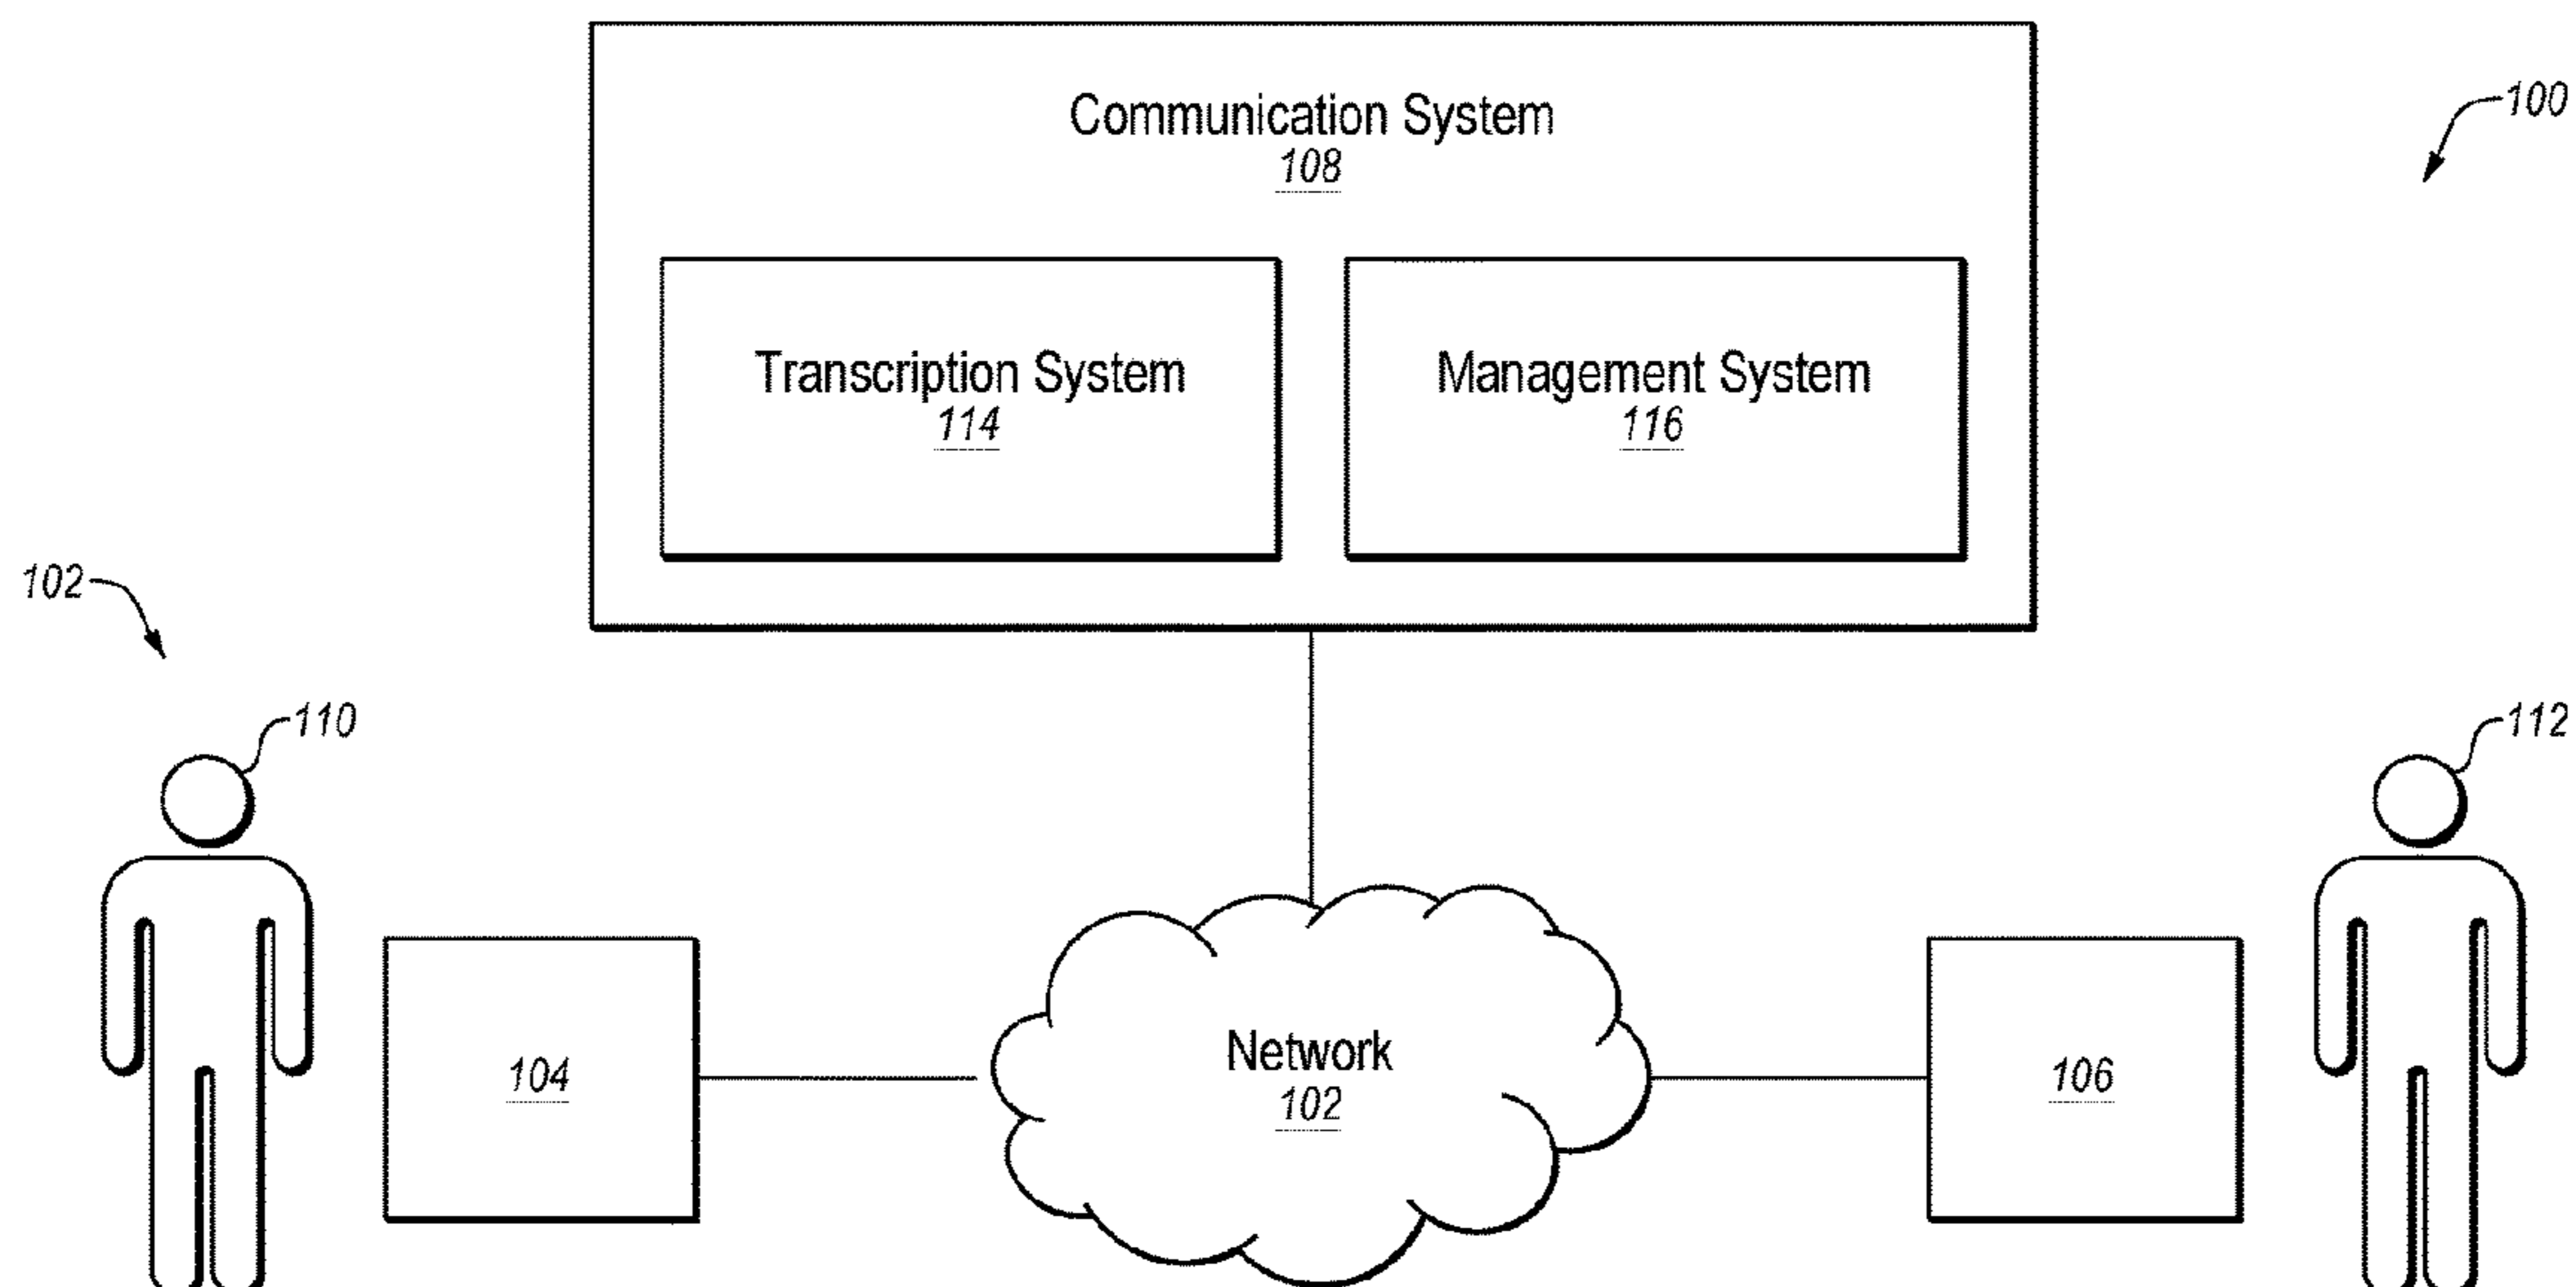 Communication System
108
100
Transcription System
114
Management System
116
102
110
112
104
Network
102
106